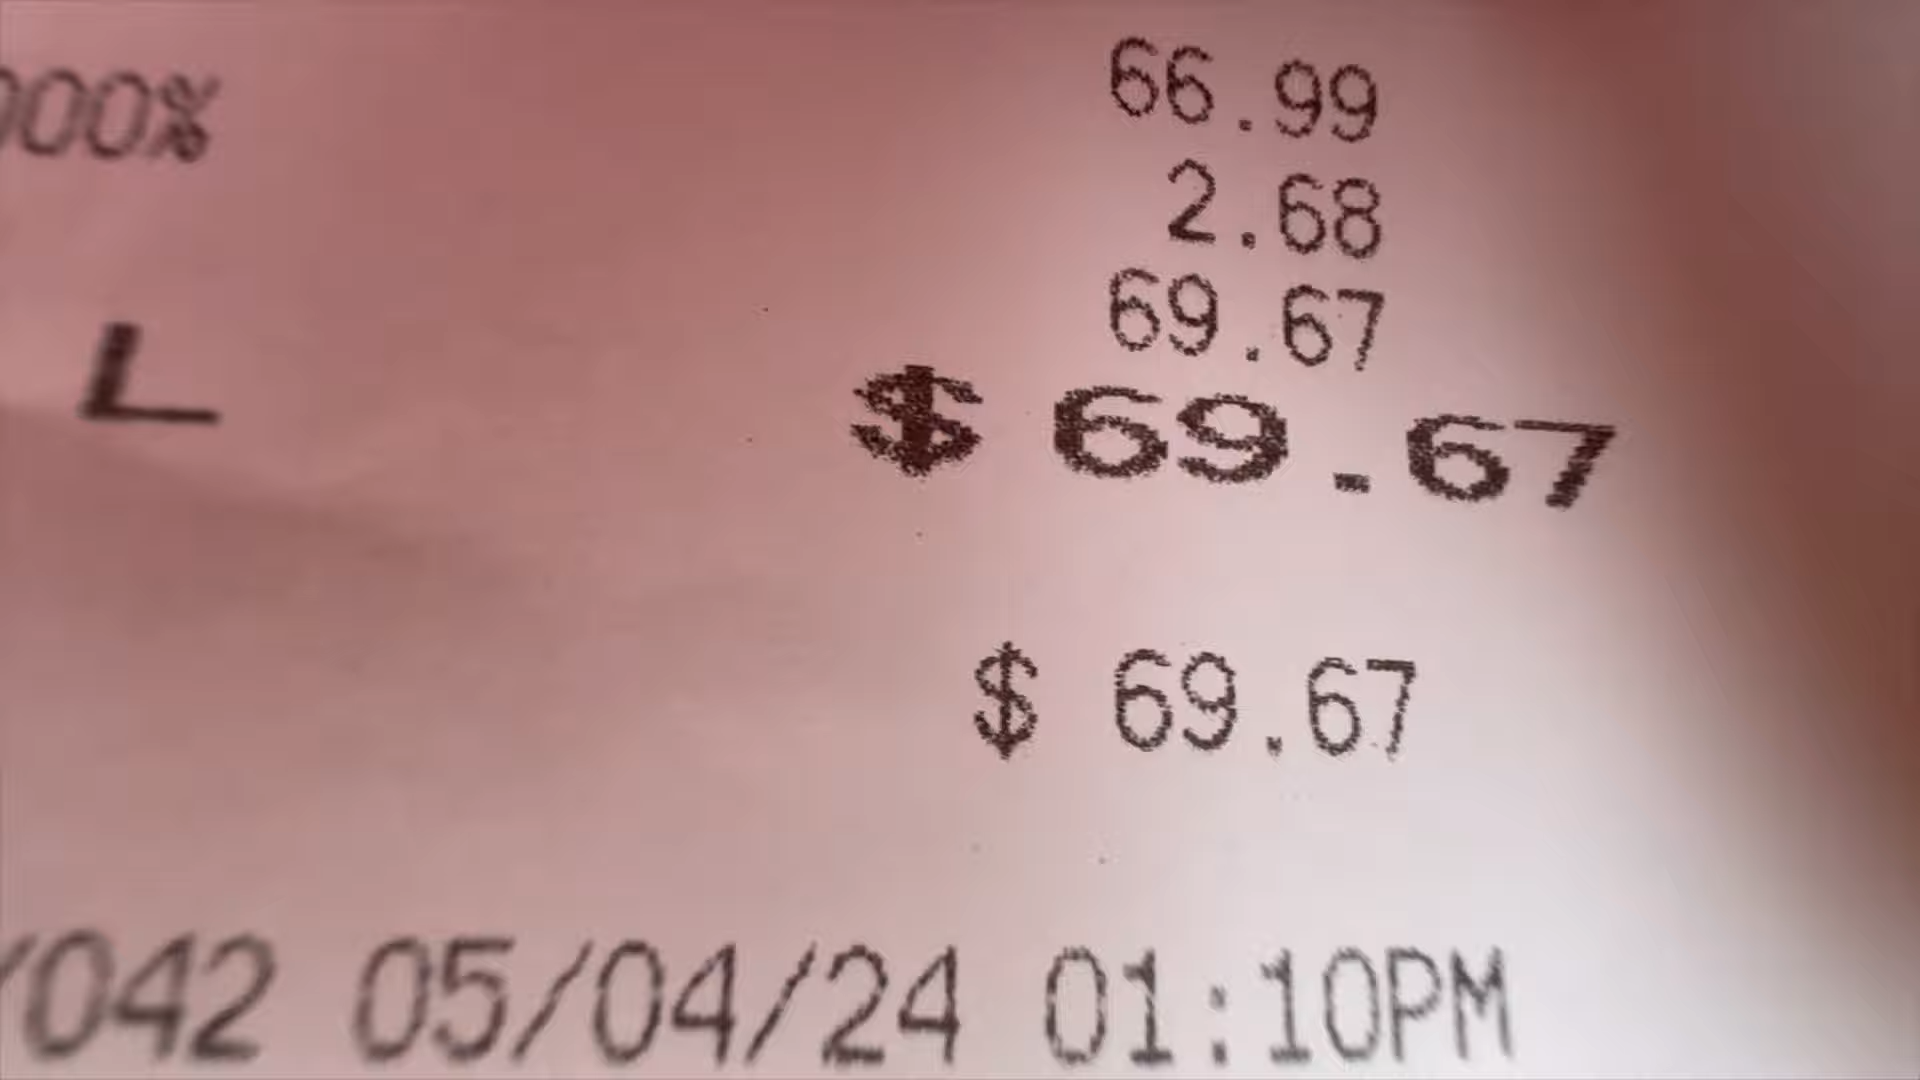 000% 66.99
2.68
69.67
L $ 69.67
$ 69.67
/042 05/04/24 01:10PM